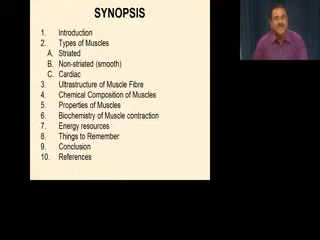 SYNOPSIS
1. Introduction
2. Types of Muscles
A. Striated
B. Non-striated (smooth)
C. Cardiac
3. Ultrastructure of Muscle Fibre
4. Chemical Composition of Muscles
5. Properties of Muscles
6. Biochemistry of Muscle contraction
7. Energy resources
8. Things to Remember
9. Conclusion
10. References